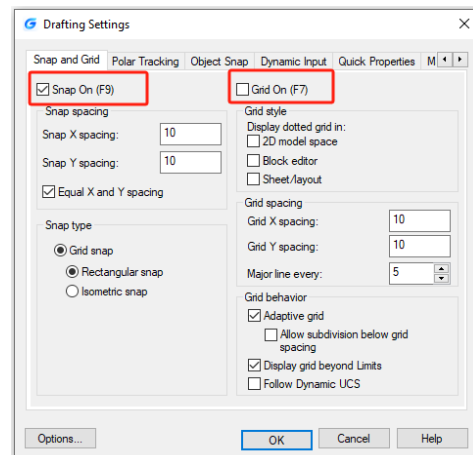 Drafting Settings
Snap and Grid Polar Tracking Object Snap Dynamic Input Quick Properties M
Snap On (F9)
Snap spacing
Snap X spacing: 10
Snap Y spacing: 10
Equal X and Y spacing
Snap type
Grid snap
Rectangular snap
Isometric snap
Grid On (F7)
Grid style
Display dotted grid in:
2D model space
Block editor
Sheet/layout
Grid spacing
Grid X spacing: 10
Grid Y spacing: 10
Major line every: 5
Grid behavior
Adaptive grid
Allow subdivision below grid
spacing
Display grid beyond Limits
Follow Dynamic UCS
Options... OK Cancel Help